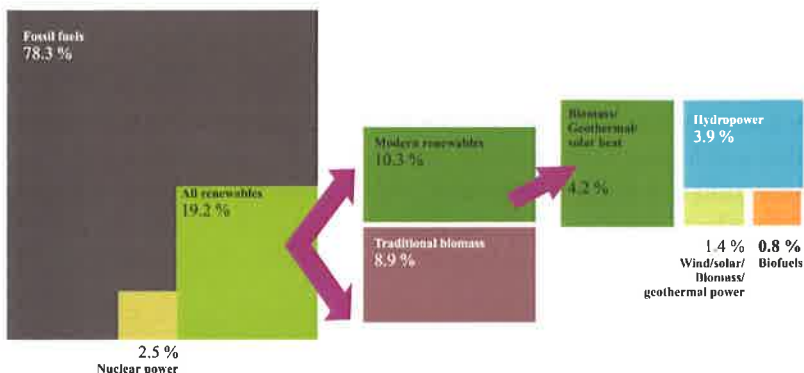 Fossil fuels
78.3 %
All renewables
19.2 %
2.5 %
Nuclear power
Modern renewables
10.3 %
Traditional biomass
8.9 %
Biomass/
Geothermal/
solar heat
4.2 %
Hydropower
3.9 %
1.4 %
Wind/solar/
Biomass/
geothermal power
0.8 %
Biofuels